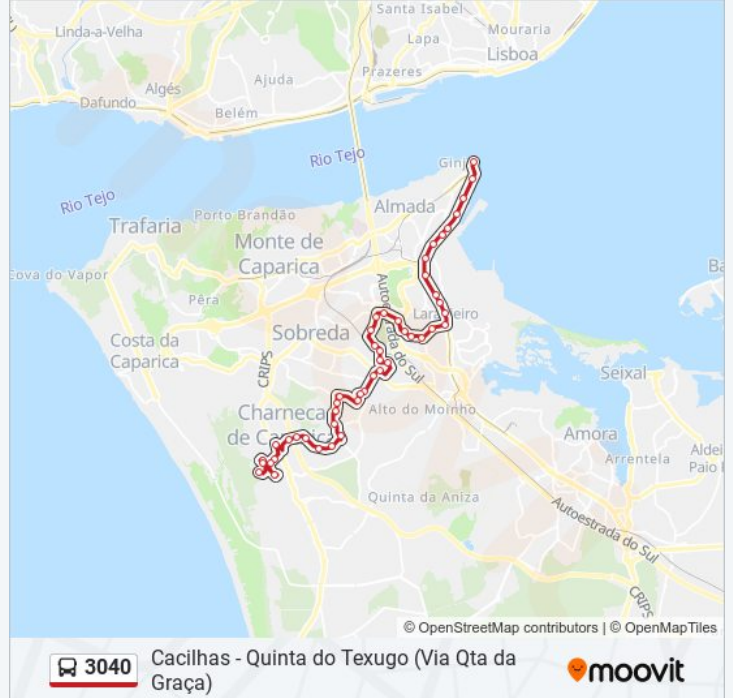 Santa Isabel
Linda-a-Velha
Lapa
Mouraria
Lisboa
Prazeres
Ajuda
Algés
Dafundo
Belém
Rio Tejo
Rio Tejo
Almada
Porto Brandão
Trafaria
Monte de
Caparica
Cova do Vapor
Pêra
Costa da
Caparica
Sobreda
CRIPS
Seixal
Charneca
Alto do Moinho
Amora
Arrentela
Quinta da Aniza
Autoestrada do Sul
CRIPS
© OpenStreetMap contributors | © OpenMapTiles
3040
Cacilhas - Quinta do Texugo (Via Qta da
Graça)
moovit